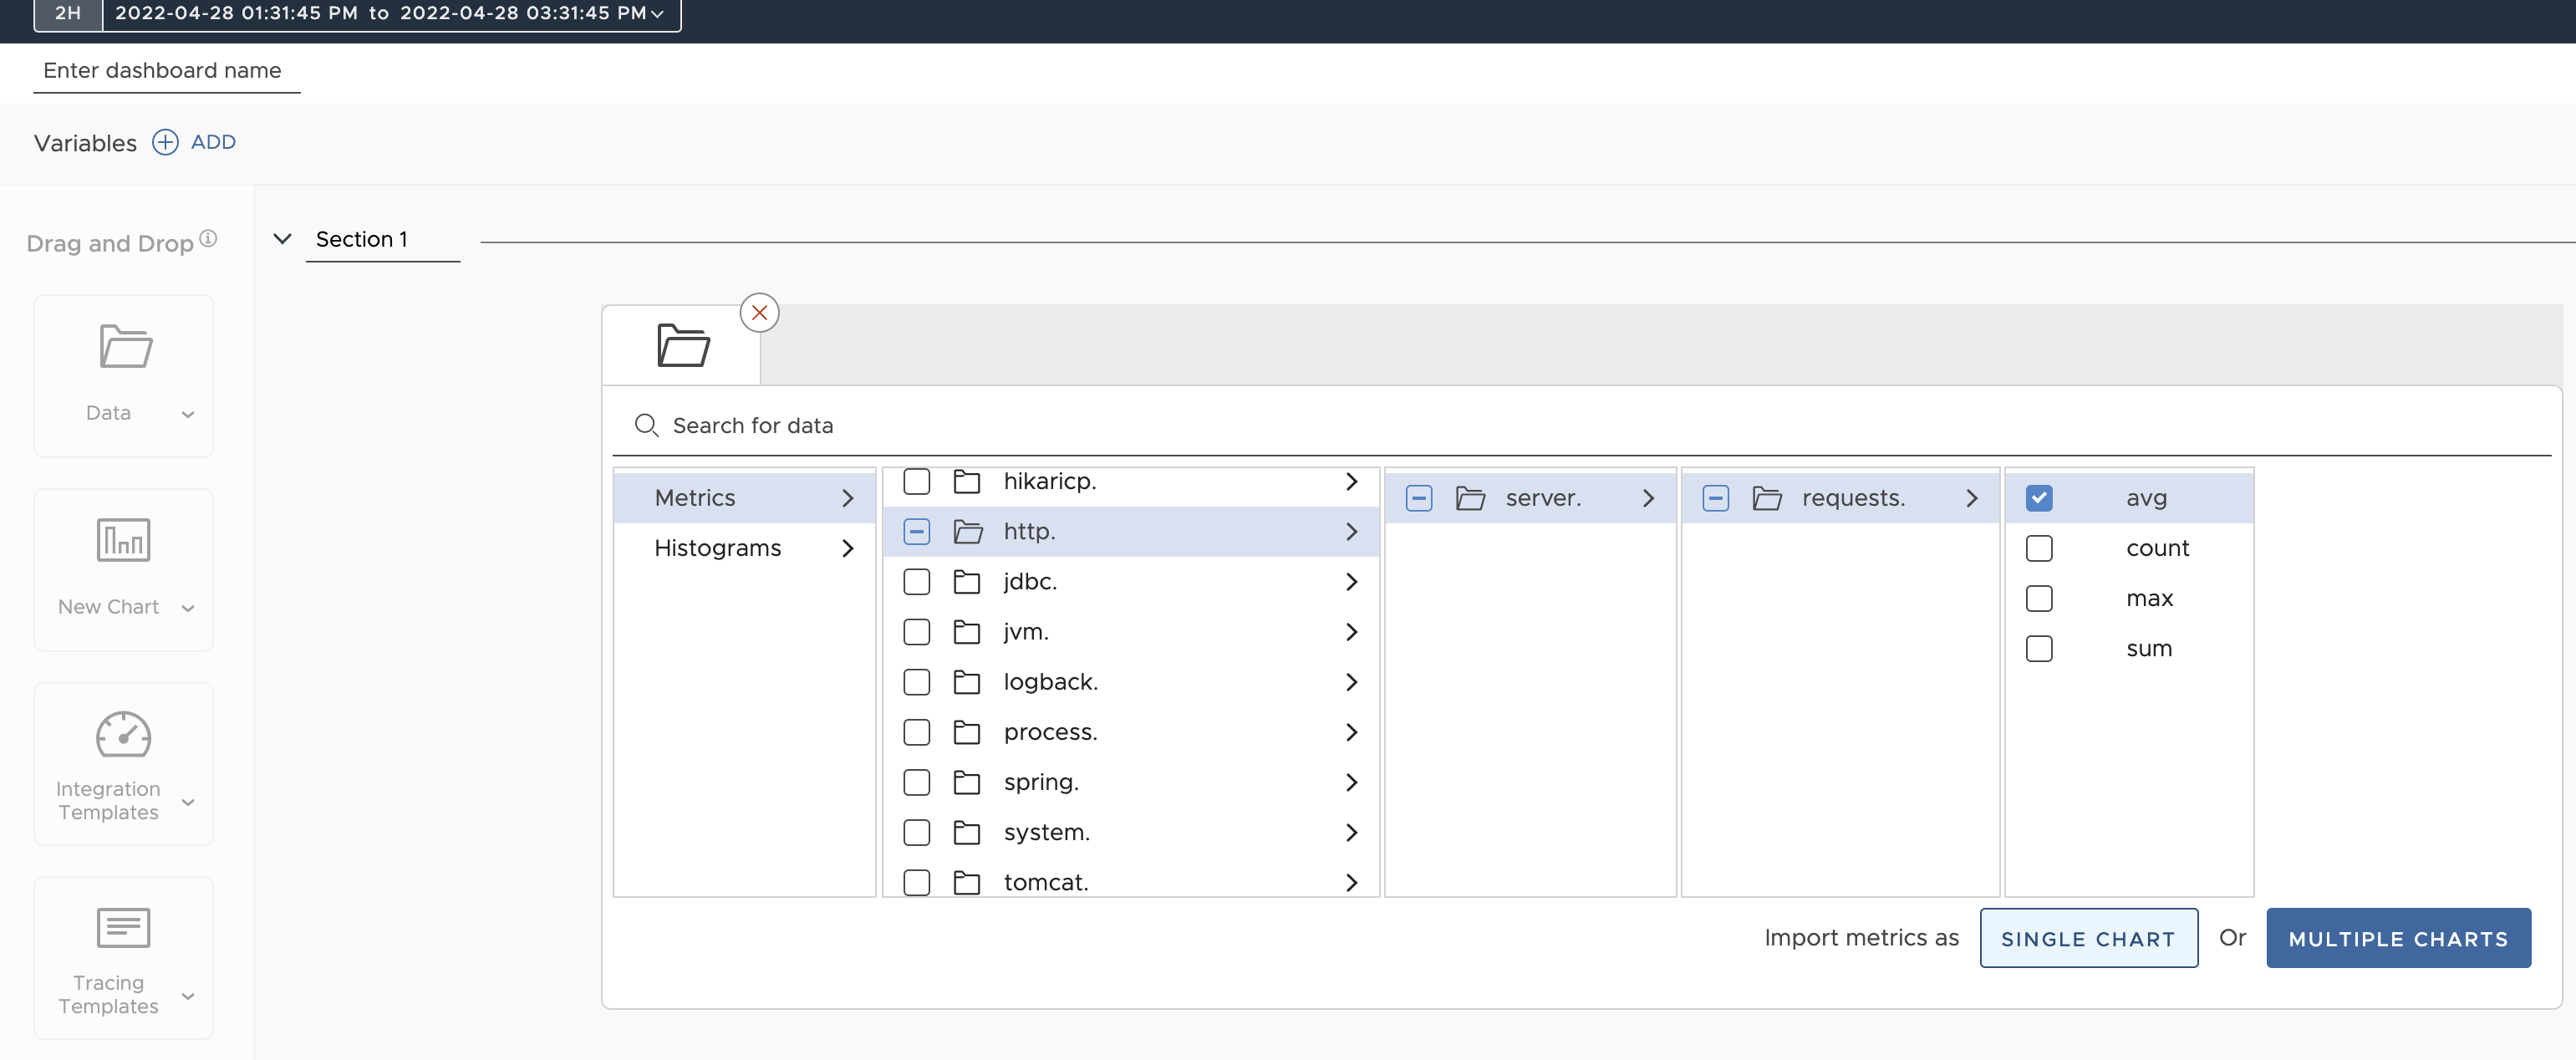 2H 2022-04-28 01:31:45 PM to 2022-04-28 03:31:45 PM
Enter dashboard name
Variables ADD
Drag and Drop
Section 1
Data
New Chart
Integration
Templates
Tracing
Templates
Search for data
Metrics
Histograms
hikaricp.
http.
jdbc.
jvm.
logback.
process.
spring.
system.
tomcat.
server.
requests.
avg
count
max
sum
Import metrics as SINGLE CHART Or MULTIPLE CHARTS